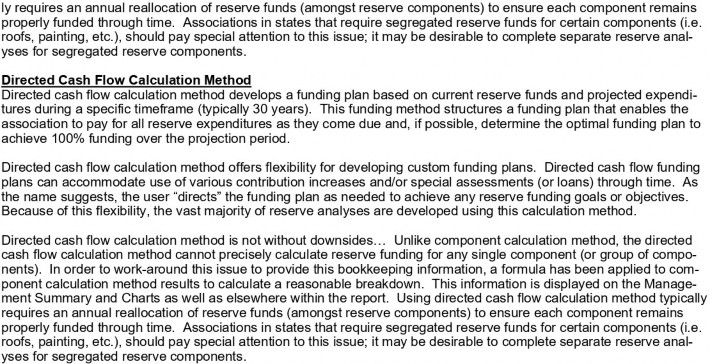 ly requires an annual reallocation of reserve funds (amongst reserve components) to ensure each component remains
properly funded through time.  Associations in states that require segregated reserve funds for certain components (i.e.
roofs, painting, etc.), should pay special attention to this issue; it may be desirable to complete separate reserve anal-
yses for segregated reserve components.
Directed Cash Flow Calculation Method
Directed cash flow calculation method develops a funding plan based on current reserve funds and projected expendi-
tures during a specific timeframe (typically 30 years).  This funding method structures a funding plan that enables the
association to pay for all reserve expenditures as they come due and, if possible, determine the optimal funding plan to
achieve 100% funding over the projection period.
Directed cash flow calculation method offers flexibility for developing custom funding plans.  Directed cash flow funding
plans can accommodate use of various contribution increases and/or special assessments (or loans) through time.  As
the name suggests, the user “directs” the funding plan as needed to achieve any reserve funding goals or objectives.
Because of this flexibility, the vast majority of reserve analyses are developed using this calculation method.
Directed cash flow calculation method is not without downsides…  Unlike component calculation method, the directed
cash flow calculation method cannot precisely calculate reserve funding for any single component (or group of compo-
nents).  In order to work-around this issue to provide this bookkeeping information, a formula has been applied to com-
ponent calculation method results to calculate a reasonable breakdown.  This information is displayed on the Manage-
ment Summary and Charts as well as elsewhere within the report.  Using directed cash flow calculation method typically
requires an annual reallocation of reserve funds (amongst reserve components) to ensure each component remains
properly funded through time.  Associations in states that require segregated reserve funds for certain components (i.e.
roofs, painting, etc.), should pay special attention to this issue; it may be desirable to complete separate reserve anal-
yses for segregated reserve components.